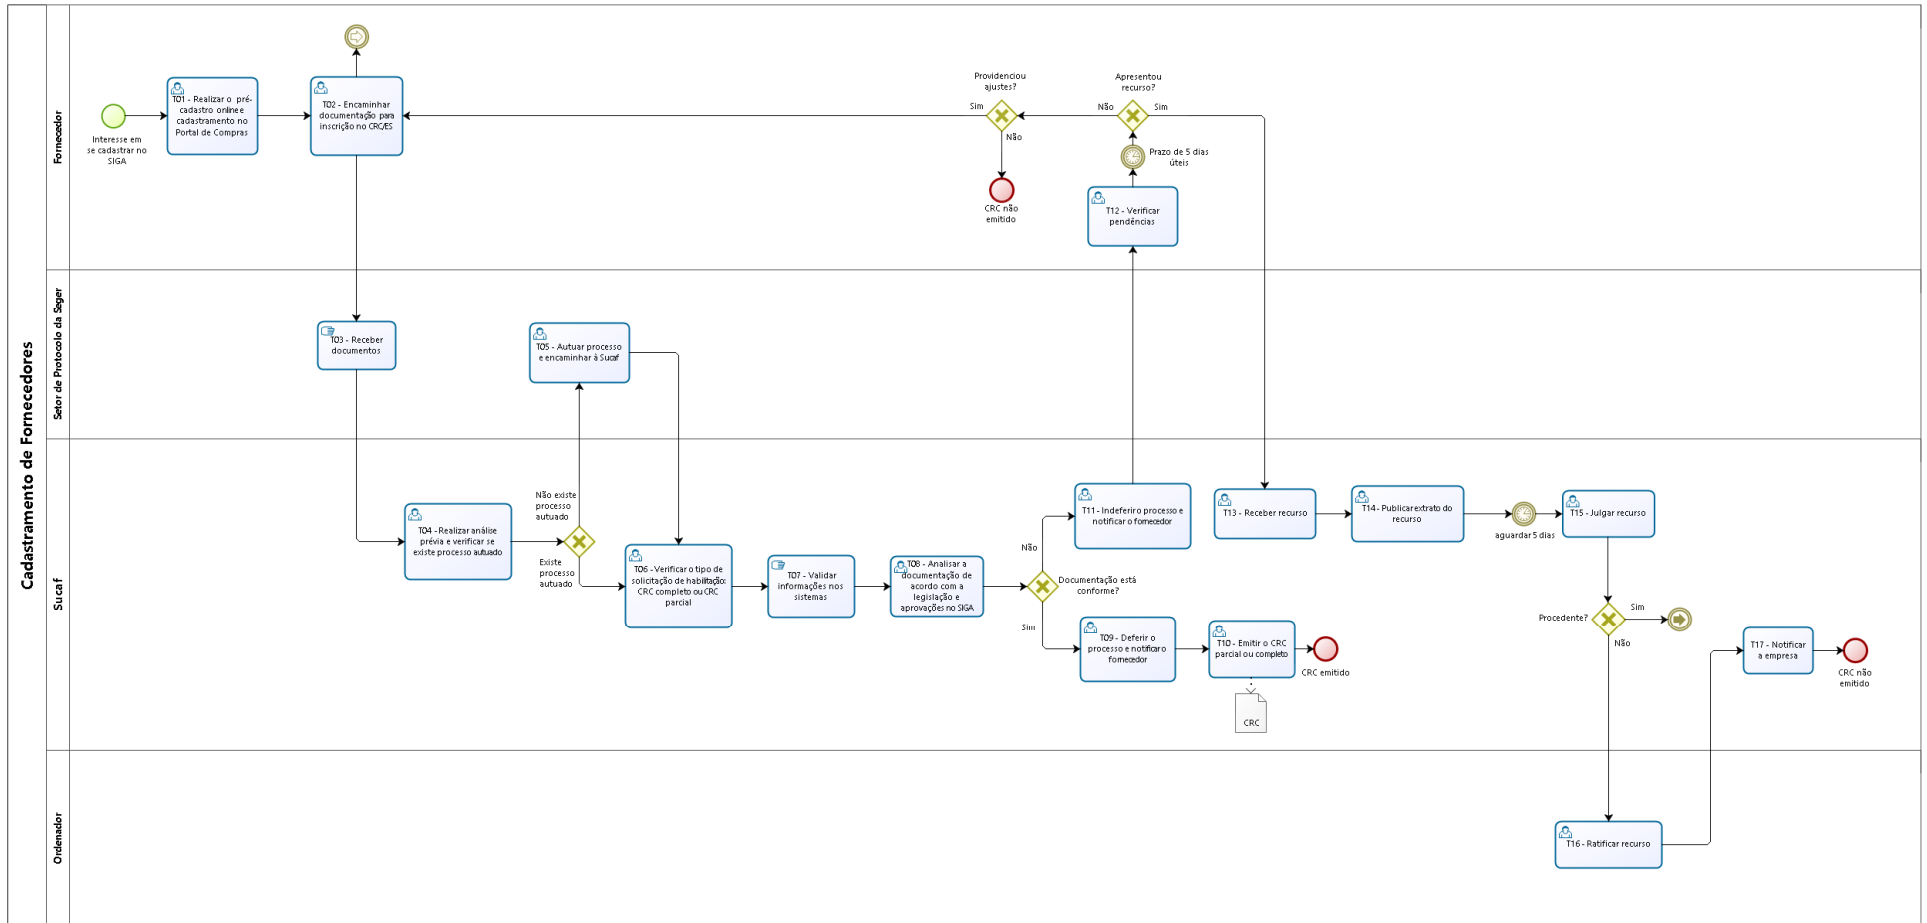 Cadastramento de Fornecedores
Fornecedor
Interesse em
se cadastrar no
SIGA
T01 - Realizar o pré-
cadastro online e
cadastramento no
Portal de Compras
T02 - Encaminhar
documentação para
inscrição no CRC/ES
Providenciou
ajustes?
Sim
Não
CRC não
emitido
Apresentou
recurso?
Não
Sim
Prazo de 5 dias
úteis
T12 - Verificar
pendências
Setor de Protocolo da Seger
T03 - Receber
documentos
T05 - Autuar processo
e encaminhar à Sucaf
Sucaf
T04 - Realizar análise
prévia e verificar se
existe processo autuado
Não existe
processo
autuado
Existe
processo
autuado
T06 - Verificar o tipo de
solicitação de habilitação:
CRC completo ou CRC
parcial
T07 - Validar
informações nos
sistemas
T08 - Analisar a
documentação de
acordo com a
legislação e
aprovações no SIGA
Não
Documentação está
conforme?
Sim
T11 - Indeferir o processo e
notificar o fornecedor
T09 - Deferir o
processo e notificar o
fornecedor
T10 - Emitir o CRC
parcial ou completo
CRC emitido
CRC
T13 - Receber recurso
T14 - Publicar extrato do
recurso
aguardar 5 dias
T15 - Julgar recurso
Procedente?
Sim
Não
T17 - Notificar
a empresa
CRC não
emitido
Ordenador
T16 - Ratificar recurso